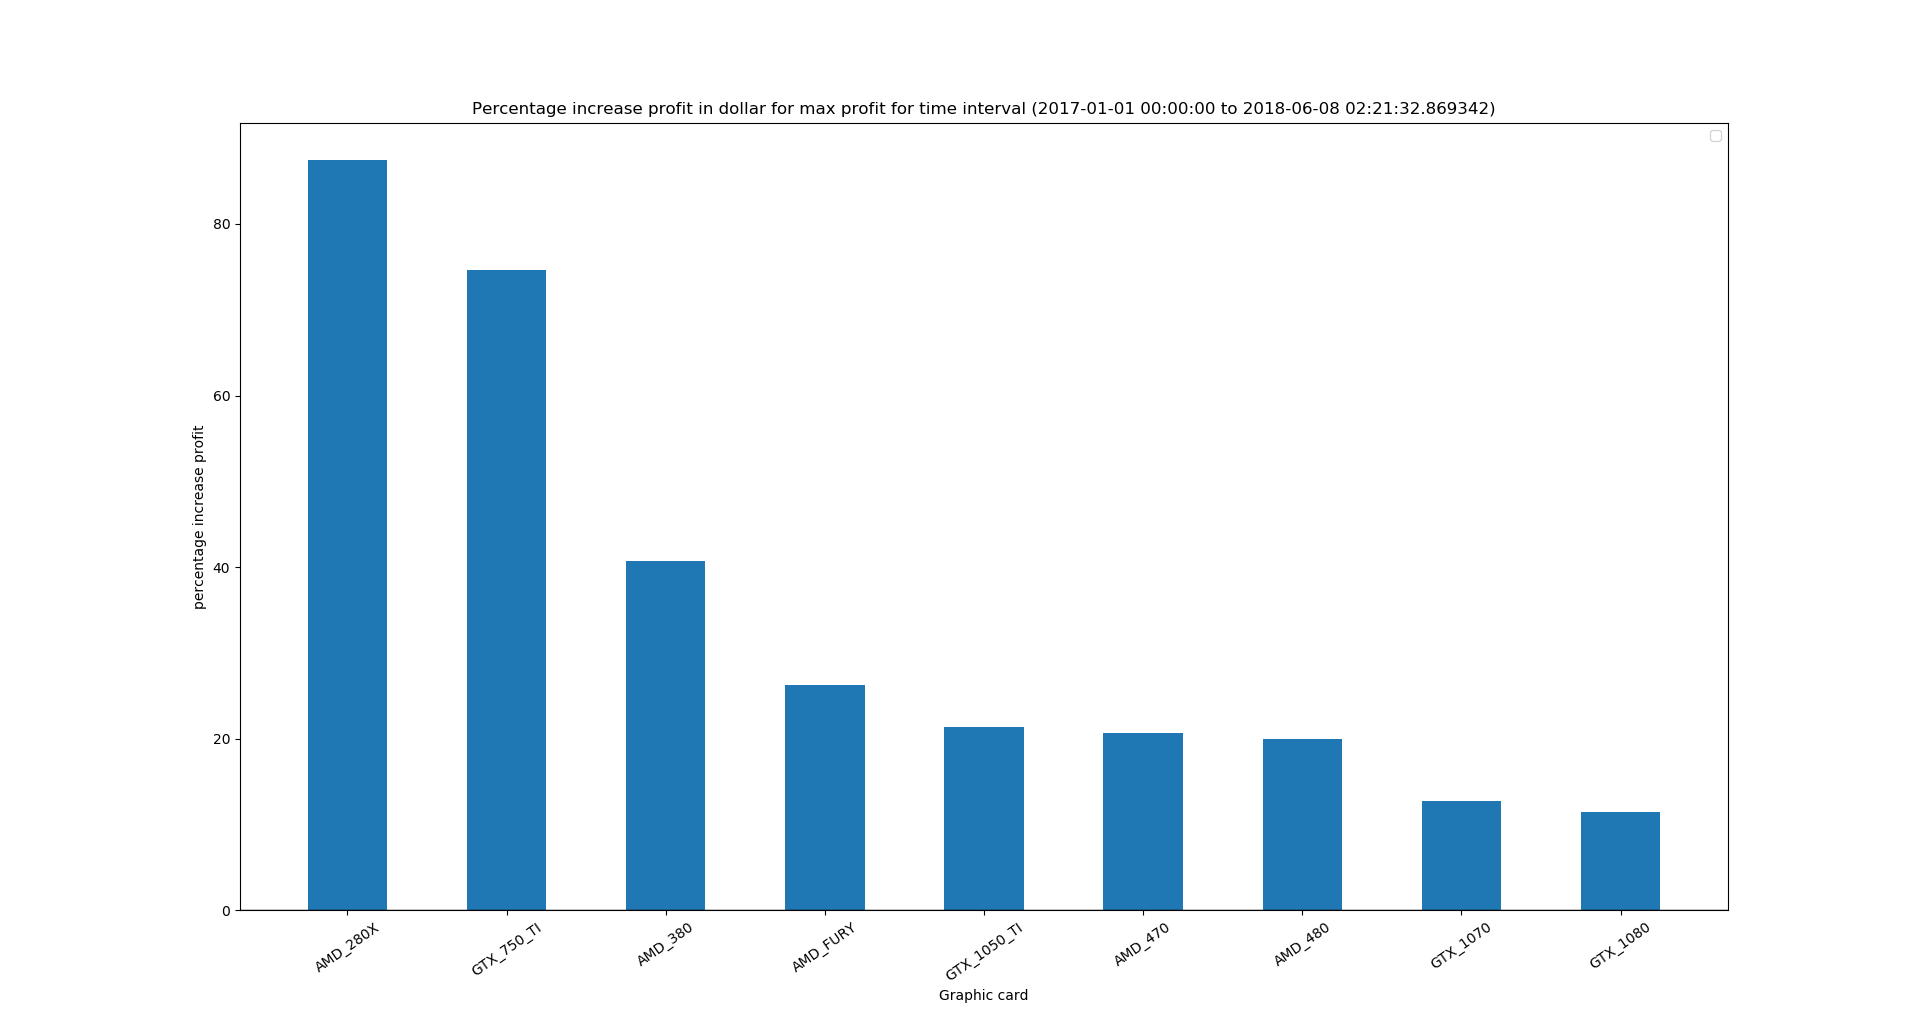 Percentage increase profit in dollar for max profit for time interval (2017-01-01 00:00:00 to 2018-06-08 02:21:32.869342)
percentage increase profit
80
60
40
20
0
AMD_280X
GTX_750_TI
AMD_380
AMD_FURY
GTX_1050_TI
AMD_470
AMD_480
GTX_1070
GTX_1080
Graphic card